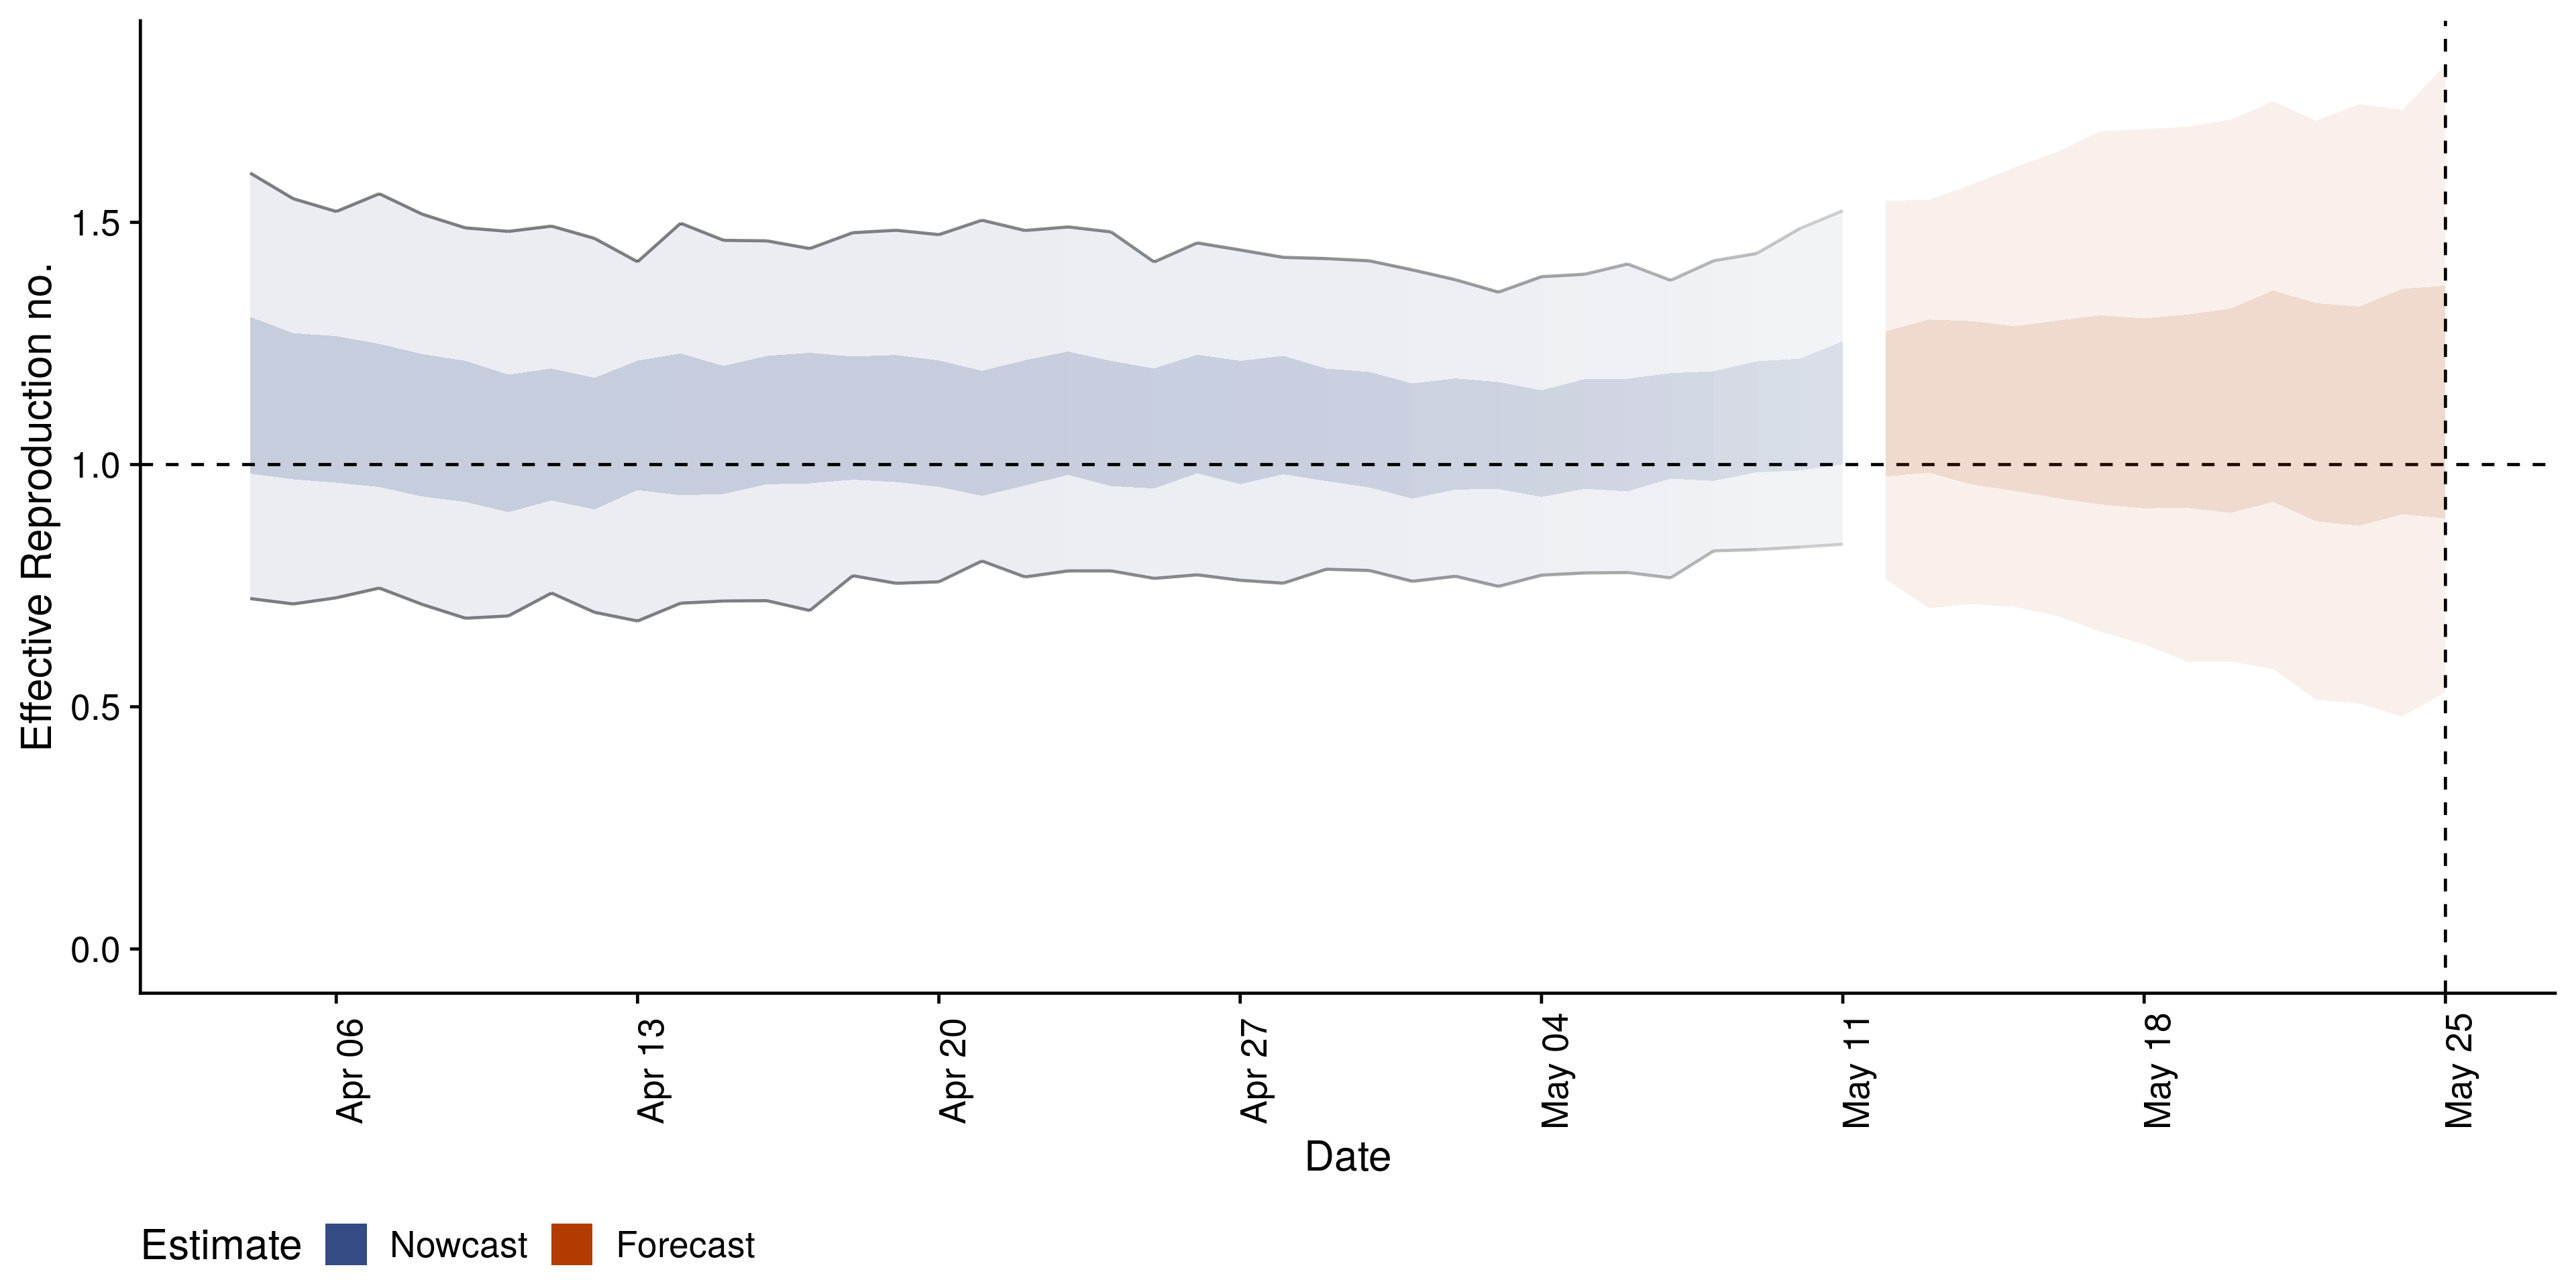 Effective Reproduction no.
1.5
1.0
0.5
0.0
Apr 06
Apr 13
Apr 20
Apr 27
May 04
May 11
May 18
May 25
Date
Estimate Nowcast Forecast